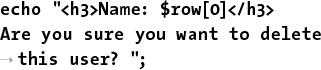 echo "<h3>Name: $row[0]</h3>
Are you sure you want to delete
→ this user? ";